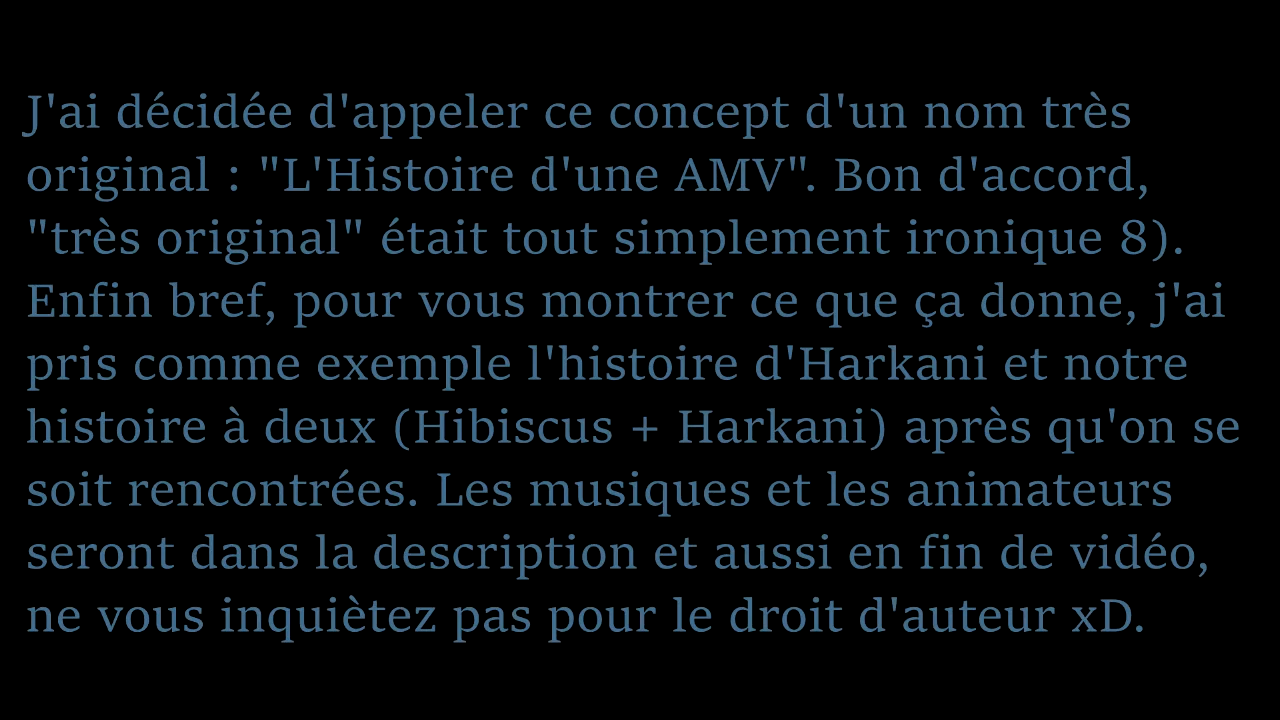 J'ai décidée d'appeler ce concept d'un nom très
original : "L'Histoire d'une AMV". Bon d'accord,
"très original" était tout simplement ironique 8).
Enfin bref, pour vous montrer ce que ça donne, j'ai
pris comme exemple l'histoire d'Harkani et notre
histoire à deux (Hibiscus + Harkani) après qu'on se
soit rencontrées. Les musiques et les animateurs
seront dans la description et aussi en fin de vidéo,
ne vous inquiètez pas pour le droit d'auteur xD.